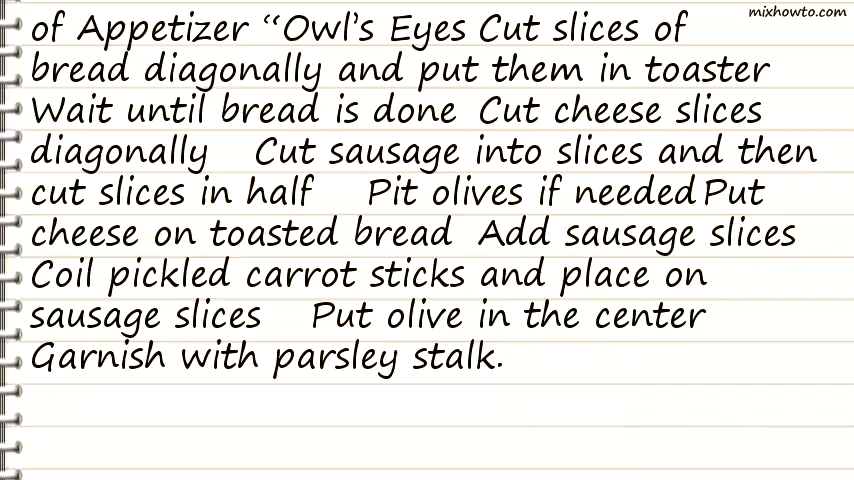 mixhowto.com
of Appetizer “Owl’s Eyes Cut slices of
bread diagonally and put them in toaster
Wait until bread is done Cut cheese slices
diagonally Cut sausage into slices and then
cut slices in half Pit olives if needed Put
cheese on toasted bread Add sausage slices
Coil pickled carrot sticks and place on
sausage slices Put olive in the center
Garnish with parsley stalk.